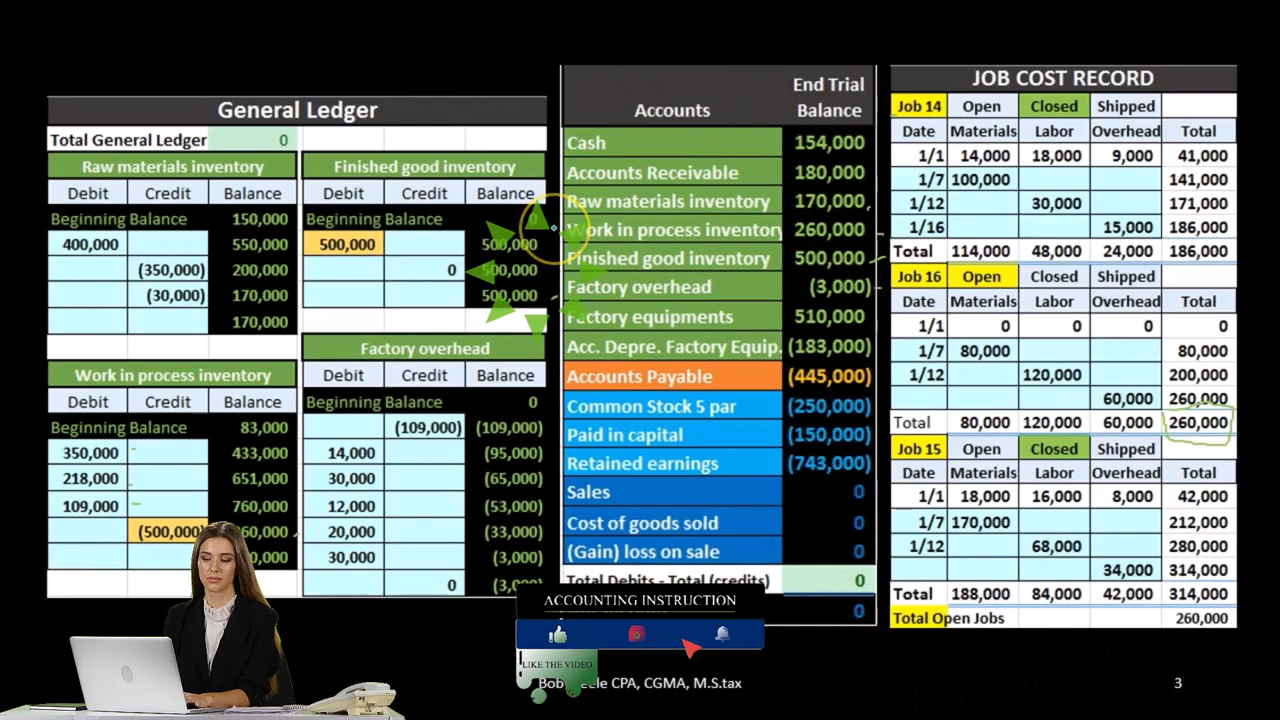 General Ledger
Total General Ledger 0
Raw materials inventory
Debit Credit Balance
Beginning Balance 150,000
400,000 550,000
(350,000) 200,000
(30,000) 170,000
170,000
Finished good inventory
Debit Credit Balance
Beginning Balance 0
500,000 500,000
0 500,000
500,000
Work in process inventory
Debit Credit Balance
Beginning Balance 83,000
350,000 433,000
218,000 651,000
109,000 760,000
(500,000)
Factory overhead
Debit Credit Balance
Beginning Balance 0
(109,000) (109,000)
14,000 (95,000)
30,000 (65,000)
12,000 (53,000)
20,000 (33,000)
30,000 (3,000)
0
Accounts End Trial Balance
Cash 154,000
Accounts Receivable 180,000
Raw materials inventory 170,000
Work in process inventory 260,000
Finished good inventory 500,000
Factory overhead (3,000)
Factory equipments 510,000
Acc. Depre. Factory Equip. (183,000)
Accounts Payable (445,000)
Common Stock 5 par (250,000)
Paid in capital (150,000)
Retained earnings (743,000)
Sales 0
Cost of goods sold 0
(Gain) loss on sale 0
Total Debits - Total (credits) 0
0
JOB COST RECORD
Job 14 Open Closed Shipped
Date Materials Labor Overhead Total
1/1 14,000 18,000 9,000 41,000
1/7 100,000 141,000
1/12 30,000 171,000
1/16 15,000 186,000
Total 114,000 48,000 24,000 186,000
Job 16 Open Closed Shipped
Date Materials Labor Overhead Total
1/1 0 0 0 0
1/7 80,000 80,000
1/12 120,000 200,000
60,000 260,000
Total 80,000 120,000 60,000 260,000
Job 15 Open Closed Shipped
Date Materials Labor Overhead Total
1/1 18,000 16,000 8,000 42,000
1/7 170,000 212,000
1/12 68,000 280,000
34,000 314,000
Total 188,000 84,000 42,000 314,000
Total Open Jobs 260,000
ACCOUNTING INSTRUCTION
LIKE THE VIDEO
CPA, CGMA, M.S.tax
3